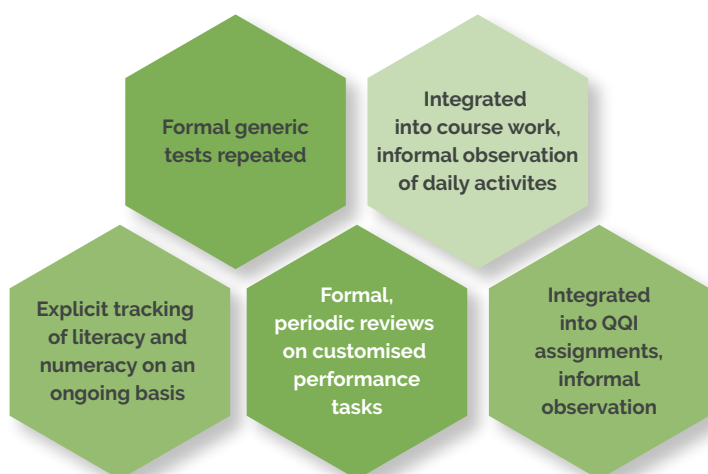 Formal generic
tests repeated
Integrated
into course work,
informal observation
of daily activites
Explicit tracking
of literacy and
numeracy on an
ongoing basis
Formal,
periodic reviews
on customised
performance
tasks
Integrated
into QQI
assignments,
informal
observation